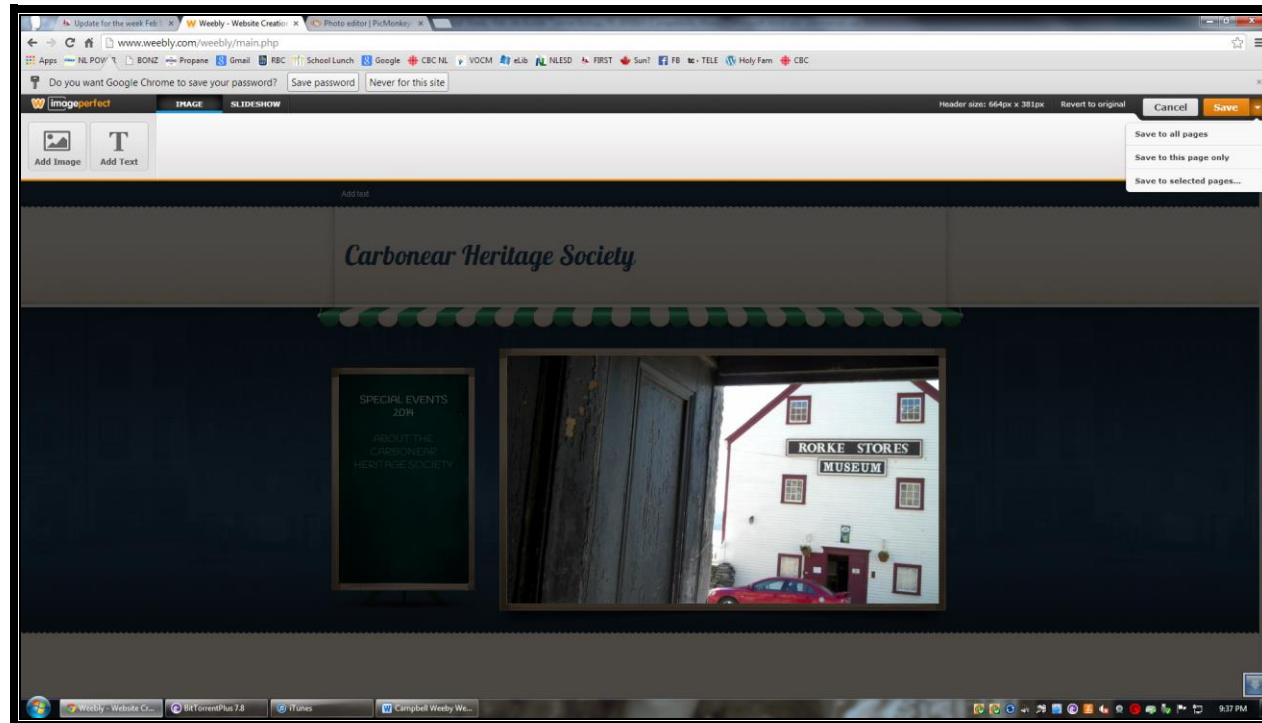 Update for the week Feb
Weebly - Website Creation
Photo editor | PicMonkey
www.weebly.com/weebly/main.php
Apps NL POW BONZ Propane Gmail RBC School Lunch Google CBC NL VOCM eLib NLESD FIRST Sun! FB TELE Holy Fam CBC
Do you want Google Chrome to save your password? Save password Never for this site
imageperfect IMAGE SLIDESHOW Header size: 664px x 381px Revert to original Cancel Save
Save to all pages
Save to this page only
Save to selected pages...
Add Image Add Text
Add text
Carbonear Heritage Society
SPECIAL EVENTS
2014
ABOUT THE
CARBONEAR
HERITAGE SOCIETY
RORKE STORES
MUSEUM
Weebly - Website Cr... BitTorrentPlus 7.8 iTunes Campbell Weeby We... 9:37 PM